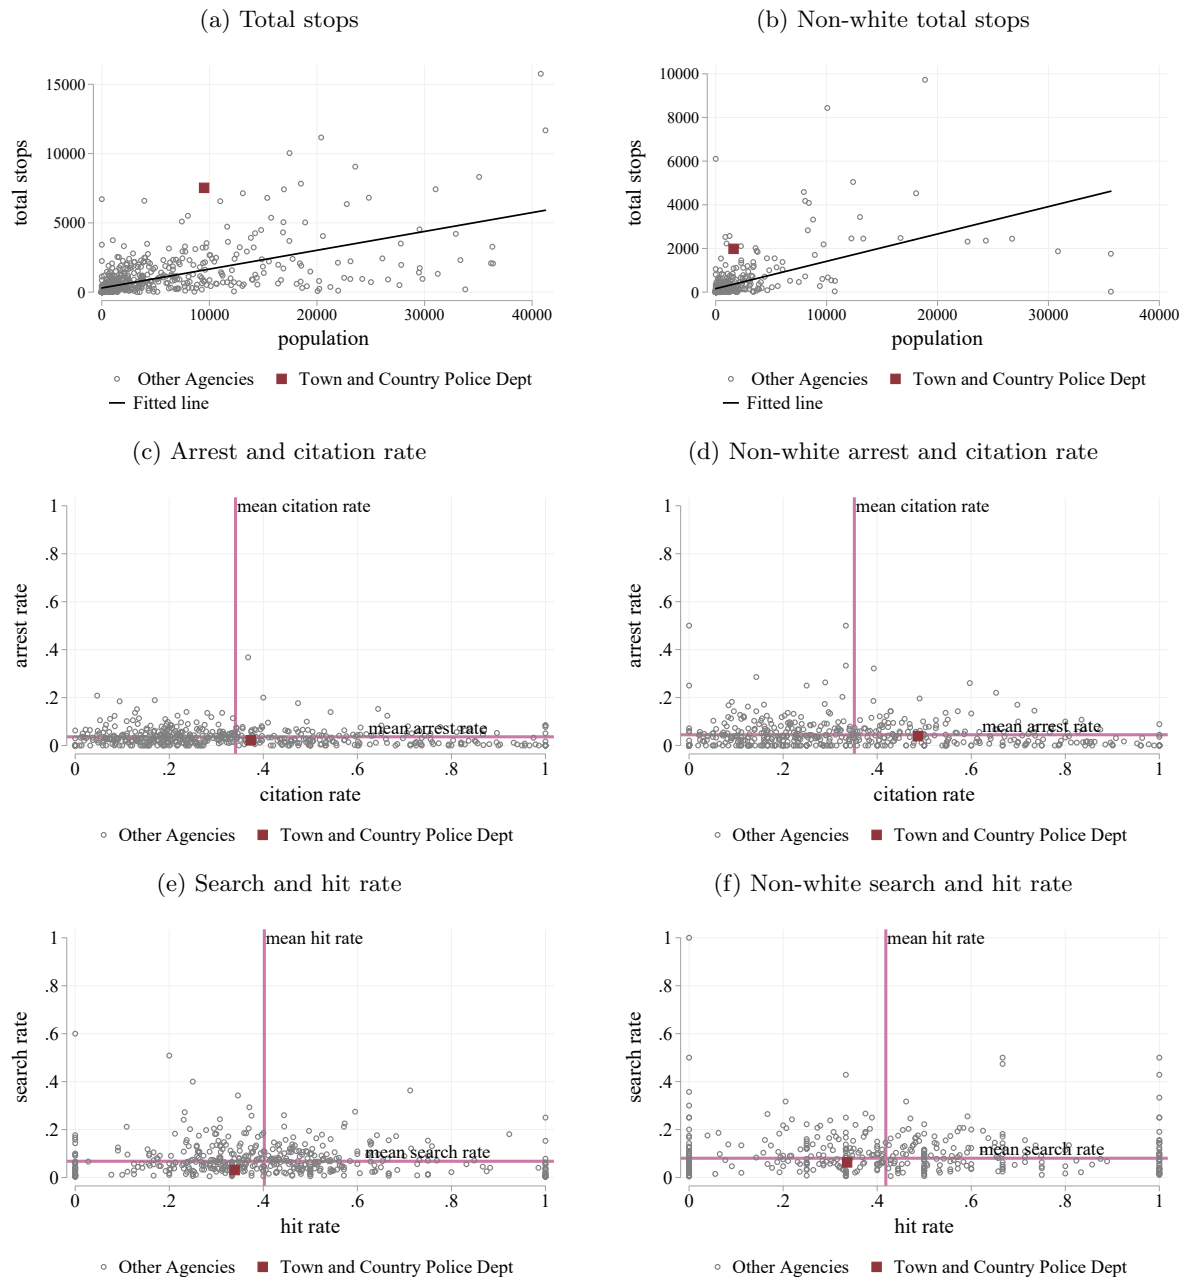 (a) Total stops
(b) Non-white total stops
total stops
15000
10000
5000
0
0 10000 20000 30000 40000
population
Other Agencies Town and Country Police Dept
Fitted line
total stops
10000
8000
6000
4000
2000
0
0 10000 20000 30000 40000
population
Other Agencies Town and Country Police Dept
Fitted line
(c) Arrest and citation rate
(d) Non-white arrest and citation rate
arrest rate
1
.8
.6
.4
.2
0
mean citation rate
mean arrest rate
0 .2 .4 .6 .8 1
citation rate
Other Agencies Town and Country Police Dept
arrest rate
1
.8
.6
.4
.2
0
mean citation rate
mean arrest rate
0 .2 .4 .6 .8 1
citation rate
Other Agencies Town and Country Police Dept
(e) Search and hit rate
(f) Non-white search and hit rate
search rate
1
.8
.6
.4
.2
0
mean hit rate
mean search rate
0 .2 .4 .6 .8 1
hit rate
Other Agencies Town and Country Police Dept
search rate
1
.8
.6
.4
.2
0
mean hit rate
mean search rate
0 .2 .4 .6 .8 1
hit rate
Other Agencies Town and Country Police Dept